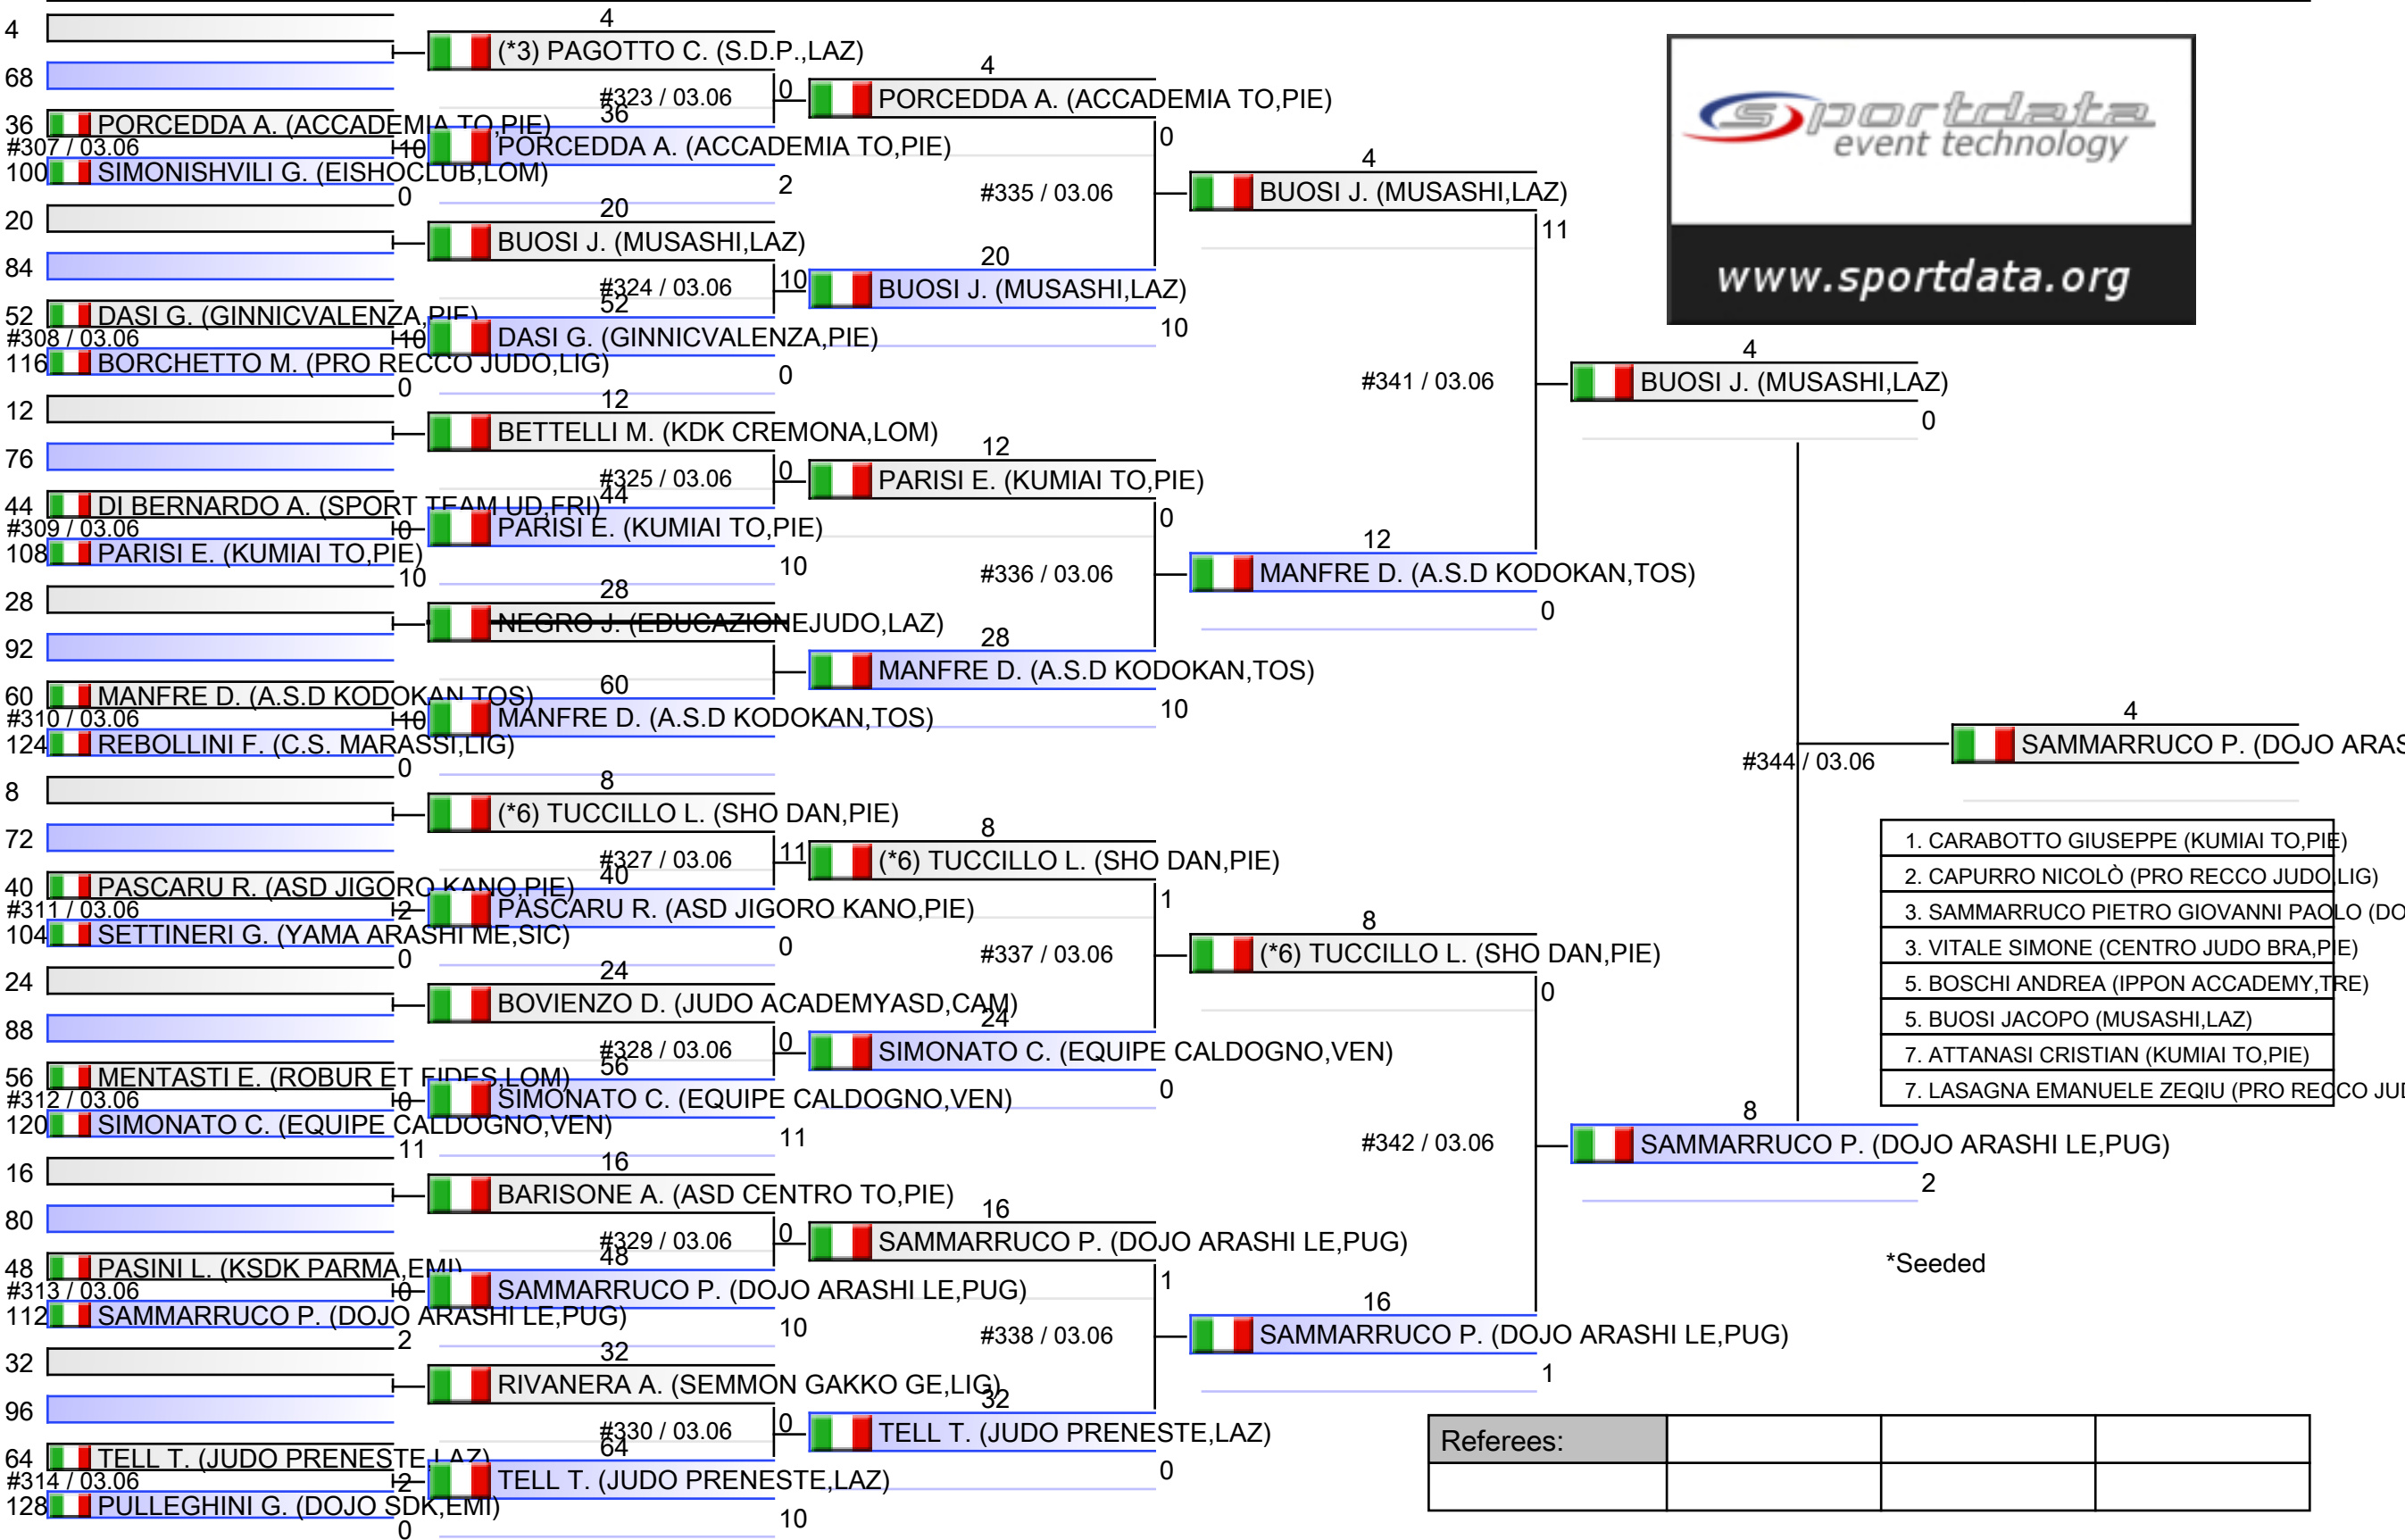 4
68
36 PORCEDDA A. (ACCADEMIA TO,PIE)
#307 / 03.06 10
100 SIMONISHVILI G. (EISHOCLUB,LOM)
0
20
84
52 DASI G. (GINNICVALENZA,PIE)
#308 / 03.06 10
116 BORCHETTO M. (PRO RECCO JUDO,LIG)
0
12
76
44 DI BERNARDO A. (SPORT TEAM UD,FRI)
#309 / 03.06 0
108 PARISI E. (KUMIAI TO,PIE)
10
28
92
60 MANFRE D. (A.S.D KODOKAN,TOS)
#310 / 03.06 10
124 REBOLLINI F. (C.S. MARASSI,LIG)
0
8
72
40 PASCARU R. (ASD JIGORO KANO,PIE)
#311 / 03.06 2
104 SETTINERI G. (YAMA ARASHI ME,SIC)
0
24
88
56 MENTASTI E. (ROBUR ET FIDES,LOM)
#312 / 03.06 0
120 SIMONATO C. (EQUIPE CALDOGNO,VEN)
11
16
80
48 PASINI L. (KSDK PARMA,EMI)
#313 / 03.06 0
112 SAMMARRUCO P. (DOJO ARASHI LE,PUG)
2
32
96
64 TELL T. (JUDO PRENESTE,LAZ)
#314 / 03.06 2
128 PULLEGHINI G. (DOJO SDK,EMI)
0
4
(*3) PAGOTTO C. (S.D.P.,LAZ)
#323 / 03.06 0
36
PORCEDDA A. (ACCADEMIA TO,PIE)
2
20
BUOSI J. (MUSASHI,LAZ)
#324 / 03.06 10
52
DASI G. (GINNICVALENZA,PIE)
0
12
BETTELLI M. (KDK CREMONA,LOM)
#325 / 03.06 0
44
PARISI E. (KUMIAI TO,PIE)
10
28
NEGRO J. (EDUCAZIONEJUDO,LAZ)
60
MANFRE D. (A.S.D KODOKAN,TOS)
8
(*6) TUCCILLO L. (SHO DAN,PIE)
#327 / 03.06 11
40
PASCARU R. (ASD JIGORO KANO,PIE)
0
24
BOVIENZO D. (JUDO ACADEMYASD,CAM)
#328 / 03.06 0
56
SIMONATO C. (EQUIPE CALDOGNO,VEN)
11
16
BARISONE A. (ASD CENTRO TO,PIE)
#329 / 03.06 0
48
SAMMARRUCO P. (DOJO ARASHI LE,PUG)
10
32
RIVANERA A. (SEMMON GAKKO GE,LIG)
#330 / 03.06 0
64
TELL T. (JUDO PRENESTE,LAZ)
10
4
PORCEDDA A. (ACCADEMIA TO,PIE)
0
#335 / 03.06
20
BUOSI J. (MUSASHI,LAZ)
10
12
PARISI E. (KUMIAI TO,PIE)
0
#336 / 03.06
28
MANFRE D. (A.S.D KODOKAN,TOS)
10
8
(*6) TUCCILLO L. (SHO DAN,PIE)
1
#337 / 03.06
24
SIMONATO C. (EQUIPE CALDOGNO,VEN)
0
16
SAMMARRUCO P. (DOJO ARASHI LE,PUG)
1
#338 / 03.06
32
TELL T. (JUDO PRENESTE,LAZ)
0
4
BUOSI J. (MUSASHI,LAZ)
11
#341 / 03.06
12
MANFRE D. (A.S.D KODOKAN,TOS)
0
8
(*6) TUCCILLO L. (SHO DAN,PIE)
0
#342 / 03.06
16
SAMMARRUCO P. (DOJO ARASHI LE,PUG)
1
sportdata
event technology
www.sportdata.org
4
BUOSI J. (MUSASHI,LAZ)
0
#344 / 03.06
8
SAMMARRUCO P. (DOJO ARASHI LE,PUG)
2
4
SAMMARRUCO P. (DOJO ARAS
1. CARABOTTO GIUSEPPE (KUMIAI TO,PIE)
2. CAPURRO NICOLÒ (PRO RECCO JUDO,LIG)
3. SAMMARRUCO PIETRO GIOVANNI PAOLO (DO
3. VITALE SIMONE (CENTRO JUDO BRA,PIE)
5. BOSCHI ANDREA (IPPON ACCADEMY,TRE)
5. BUOSI JACOPO (MUSASHI,LAZ)
7. ATTANASI CRISTIAN (KUMIAI TO,PIE)
7. LASAGNA EMANUELE ZEQIU (PRO RECCO JUD
*Seeded
Referees: